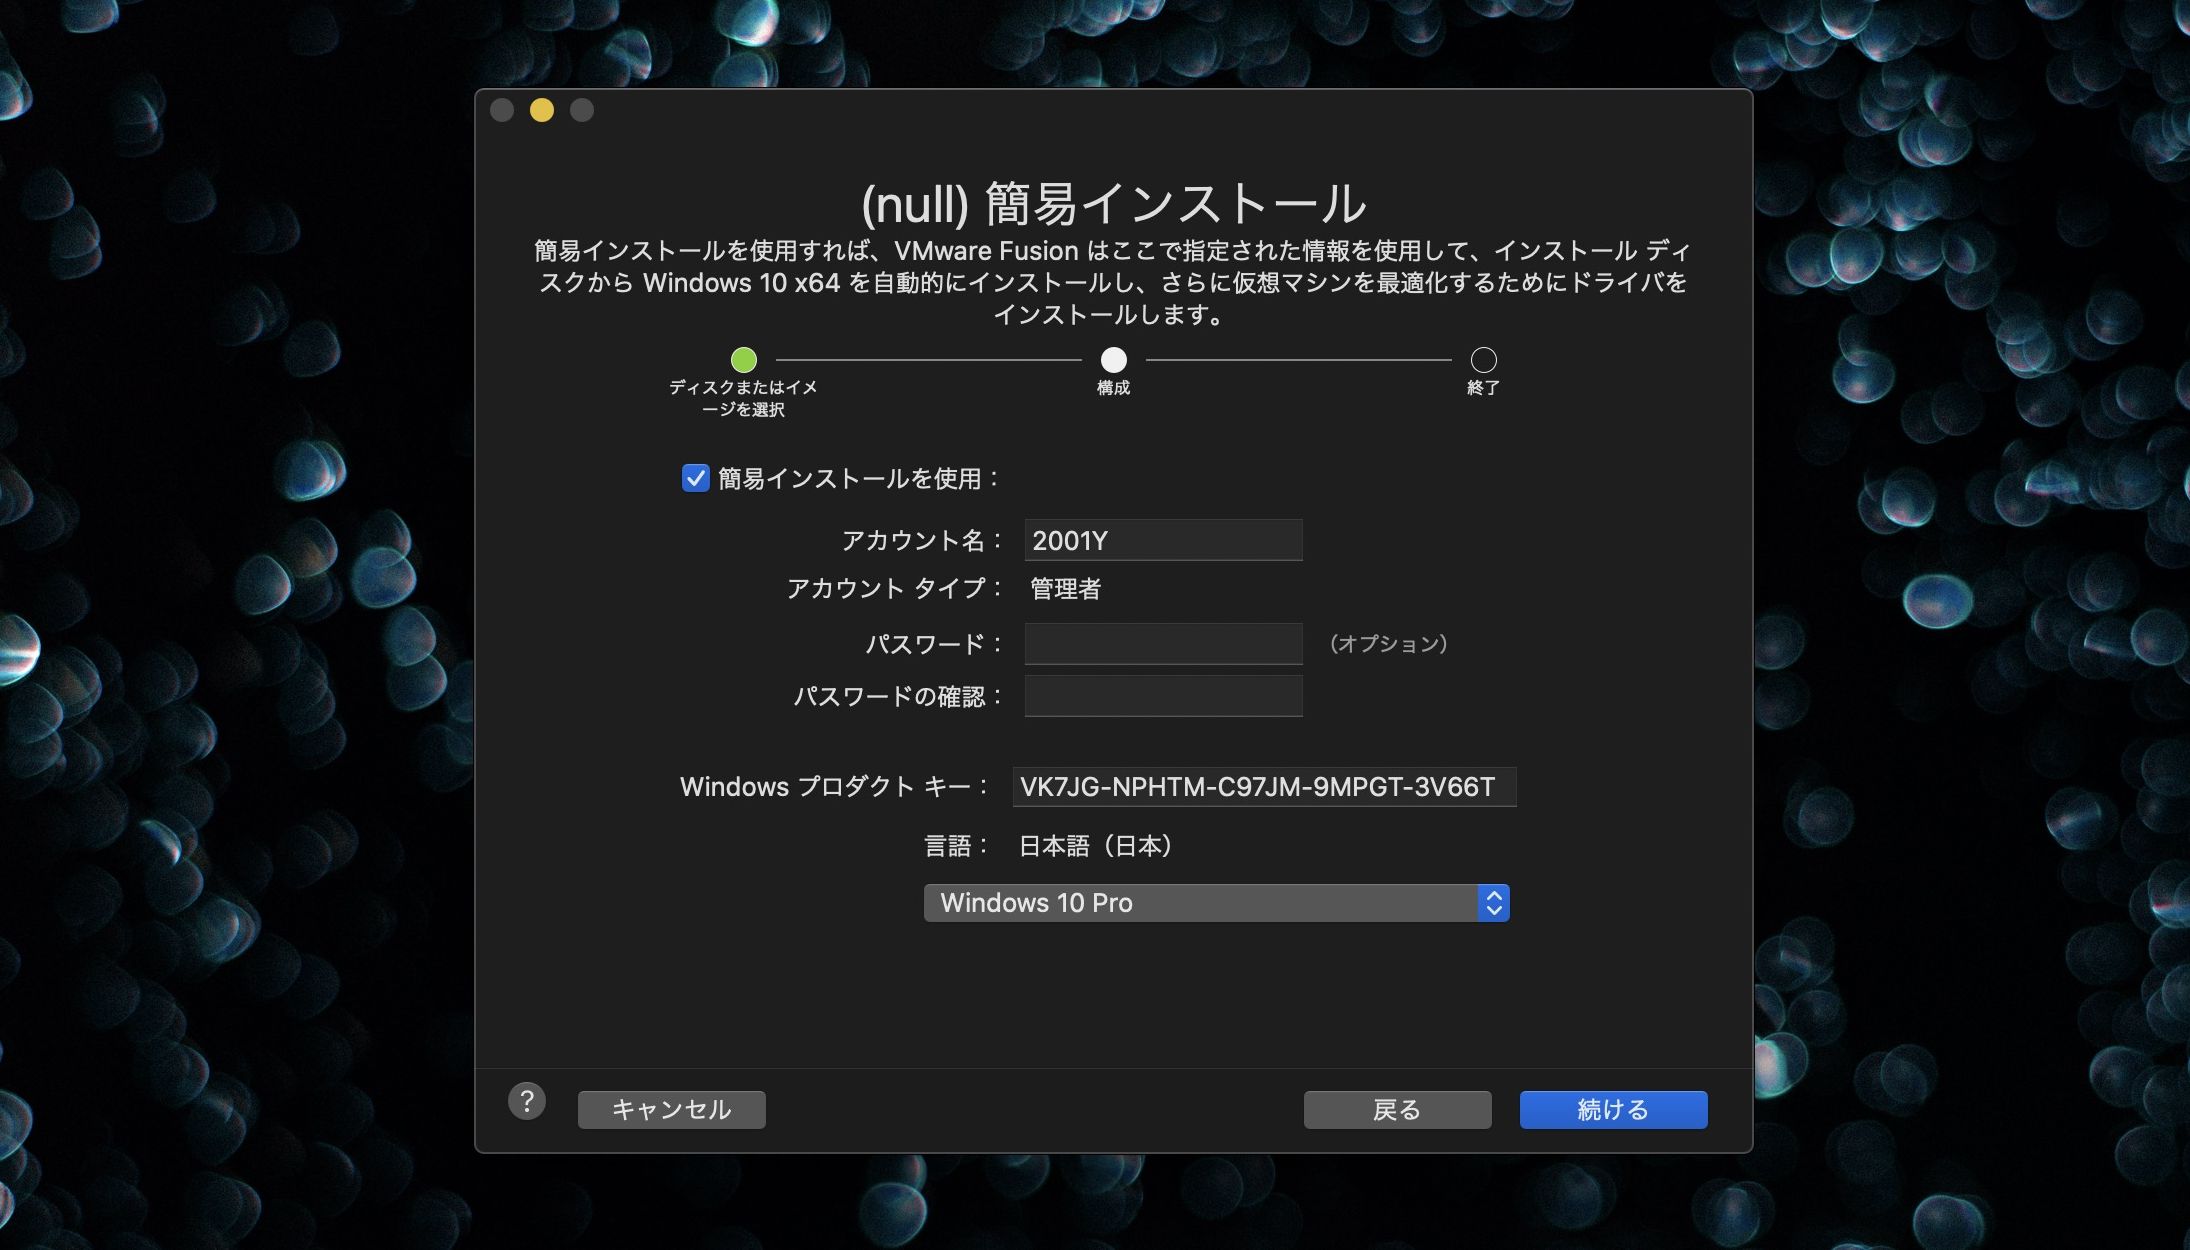 (null) 簡易インストール
簡易インストールを使用すれば、VMware Fusion はここで指定された情報を使用して、インストール ディ
スクから Windows 10 x64 を自動的にインストールし、さらに仮想マシンを最適化するためにドライバを
インストールします。
ディスクまたはイメ
ージを選択
構成
終了
簡易インストールを使用：
アカウント名： 2001Y
アカウント タイプ： 管理者
パスワード： （オプション）
パスワードの確認：
Windows プロダクト キー： VK7JG-NPHTM-C97JM-9MPGT-3V66T
言語： 日本語（日本）
Windows 10 Pro
? キャンセル 戻る 続ける